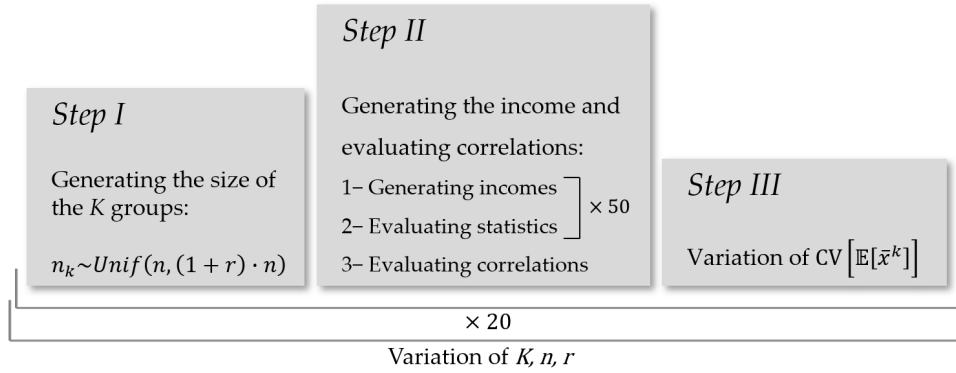 Step I
Generating the size of
the K groups:
n_k~Unif(n, (1 + r) · n)
Step II
Generating the income and
evaluating correlations:
1– Generating incomes
2– Evaluating statistics
× 50
3– Evaluating correlations
Step III
Variation of CV[𝔼[x̄^k]]
× 20
Variation of K, n, r